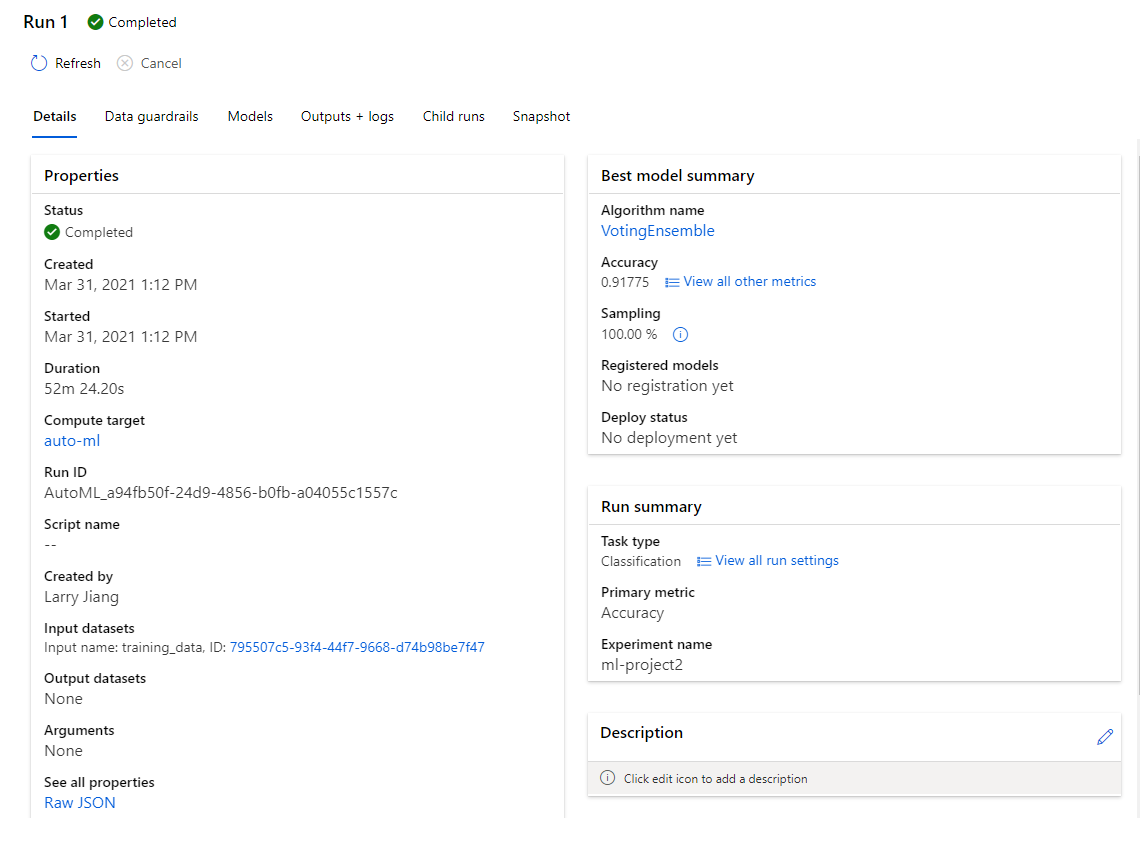 Run 1 Completed
Refresh Cancel
Details Data guardrails Models Outputs + logs Child runs Snapshot
Properties
Status
Completed
Created
Mar 31, 2021 1:12 PM
Started
Mar 31, 2021 1:12 PM
Duration
52m 24.20s
Compute target
auto-ml
Run ID
AutoML_a94fb50f-24d9-4856-b0fb-a04055c1557c
Script name
--
Created by
Larry Jiang
Input datasets
Input name: training_data, ID: 795507c5-93f4-44f7-9668-d74b98be7f47
Output datasets
None
Arguments
None
See all properties
Raw JSON
Best model summary
Algorithm name
VotingEnsemble
Accuracy
0.91775 View all other metrics
Sampling
100.00 %
Registered models
No registration yet
Deploy status
No deployment yet
Run summary
Task type
Classification View all run settings
Primary metric
Accuracy
Experiment name
ml-project2
Description
Click edit icon to add a description